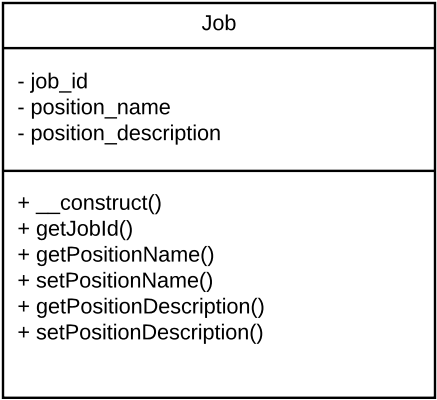 Job
- job_id
- position_name
- position_description
+ __construct()
+ getJobId()
+ getPositionName()
+ setPositionName()
+ getPositionDescription()
+ setPositionDescription()